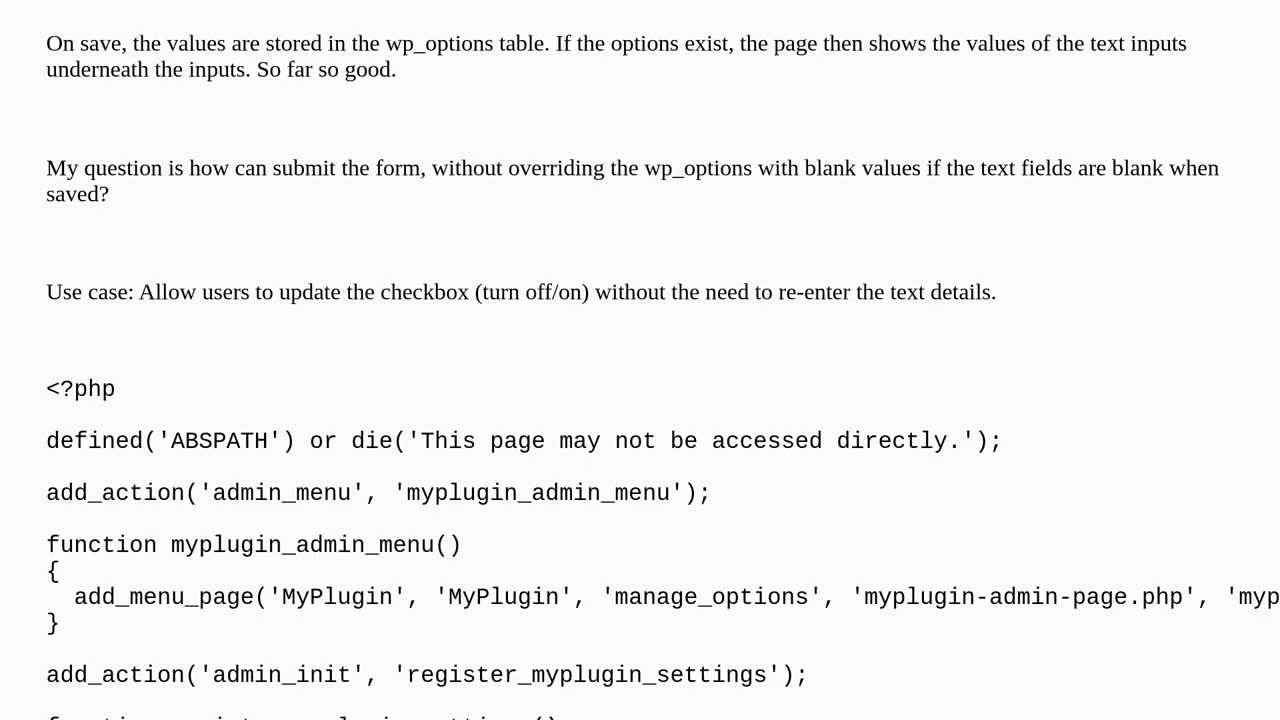 On save, the values are stored in the wp_options table. If the options exist, the page then shows the values of the text inputs
underneath the inputs. So far so good.
My question is how can submit the form, without overriding the wp_options with blank values if the text fields are blank when
saved?
Use case: Allow users to update the checkbox (turn off/on) without the need to re-enter the text details.
<?php
defined('ABSPATH') or die('This page may not be accessed directly.');
add_action('admin_menu', 'myplugin_admin_menu');
function myplugin_admin_menu()
{
  add_menu_page('MyPlugin', 'MyPlugin', 'manage_options', 'myplugin-admin-page.php', 'myp
}
add_action('admin_init', 'register_myplugin_settings');